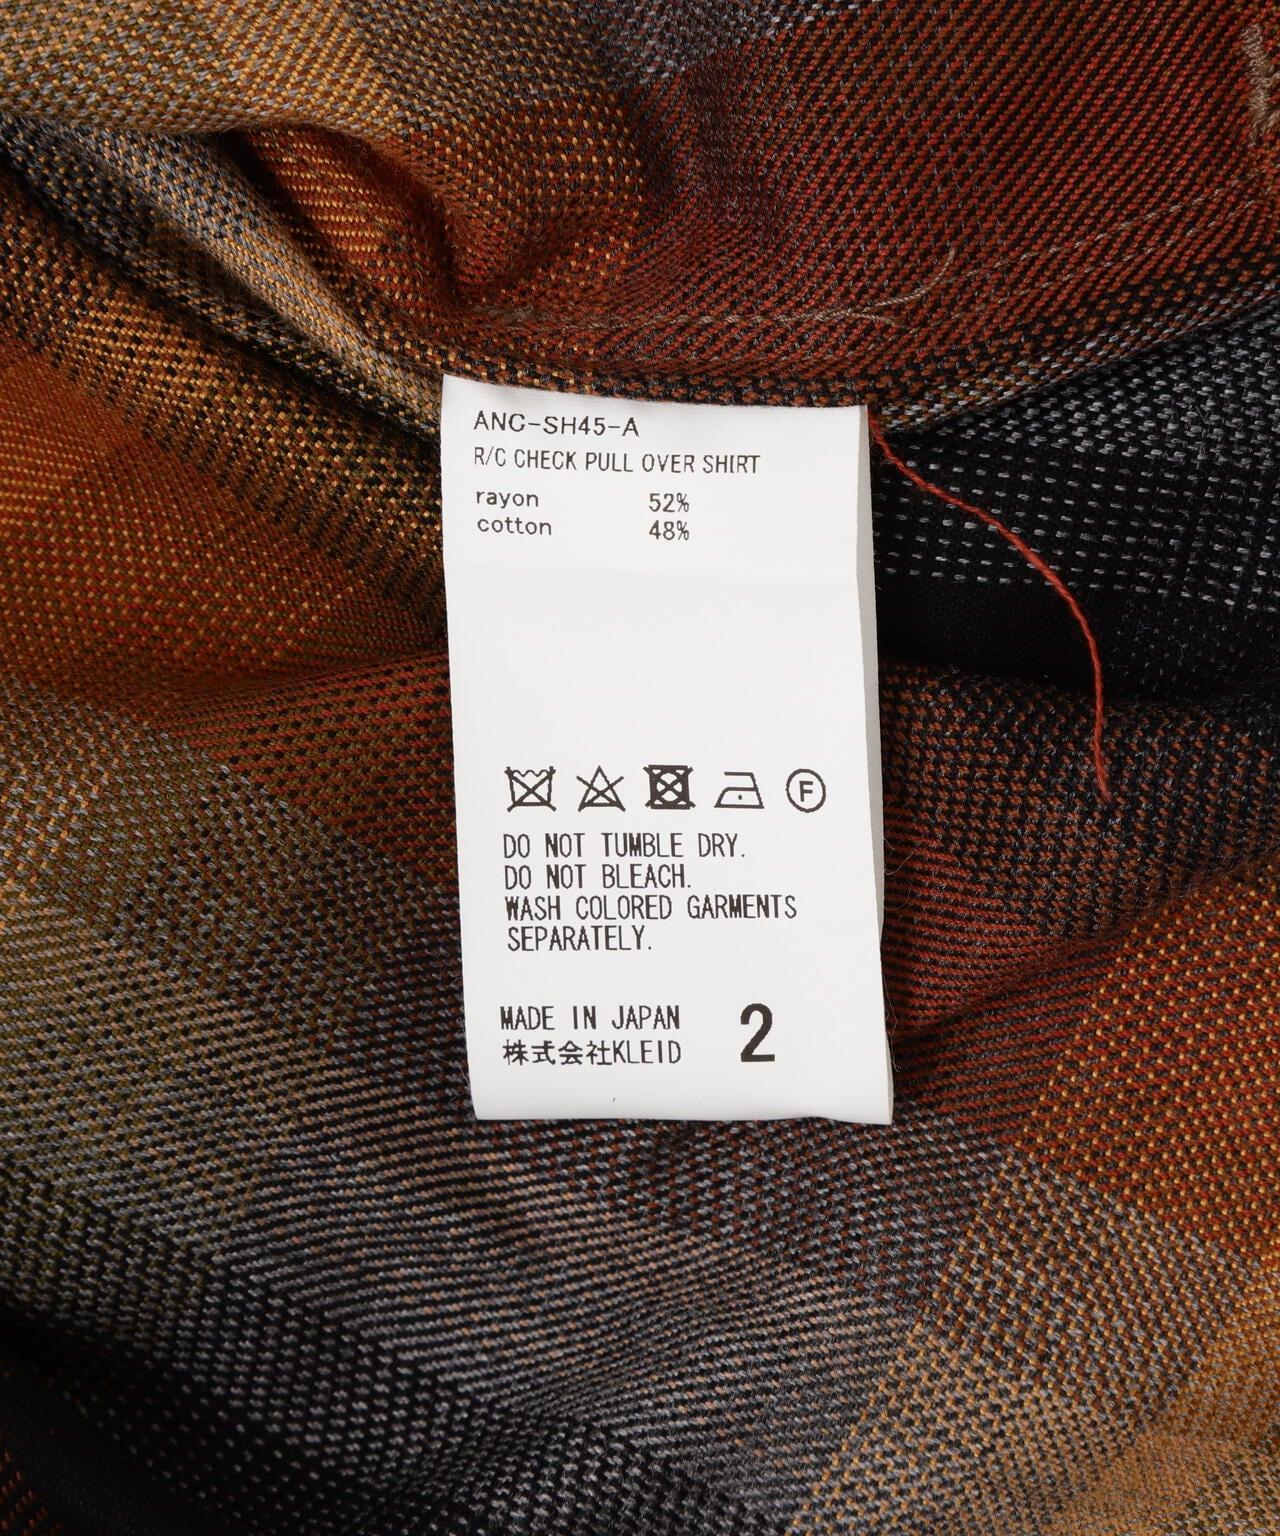 ANC-SH45-A
R/C CHECK PULL OVER SHIRT
rayon 52%
cotton 48%
F
DO NOT TUMBLE DRY.
DO NOT BLEACH.
WASH COLORED GARMENTS
SEPARATELY.
MADE IN JAPAN 2
株式会社KLEID